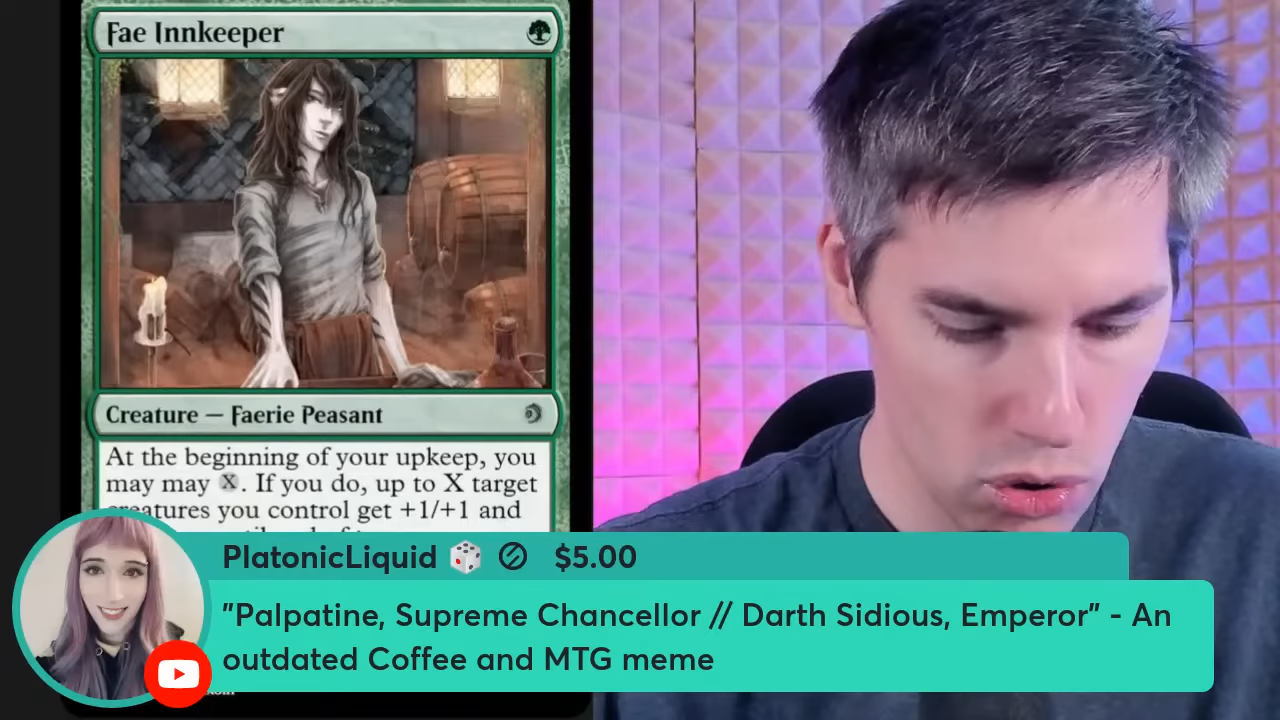 Fae Innkeeper
Creature — Faerie Peasant
At the beginning of your upkeep, you
may may X. If you do, up to X target
creatures you control get +1/+1 and
PlatonicLiquid $5.00
"Palpatine, Supreme Chancellor // Darth Sidious, Emperor" - An
outdated Coffee and MTG meme